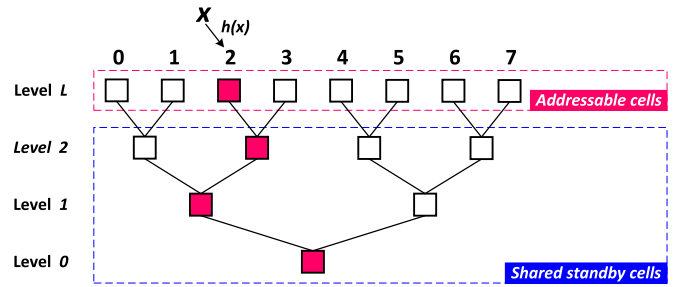 X
h(x)
0 1 2 3 4 5 6 7
Level L
Addressable cells
Level 2
Level 1
Level 0
Shared standby cells